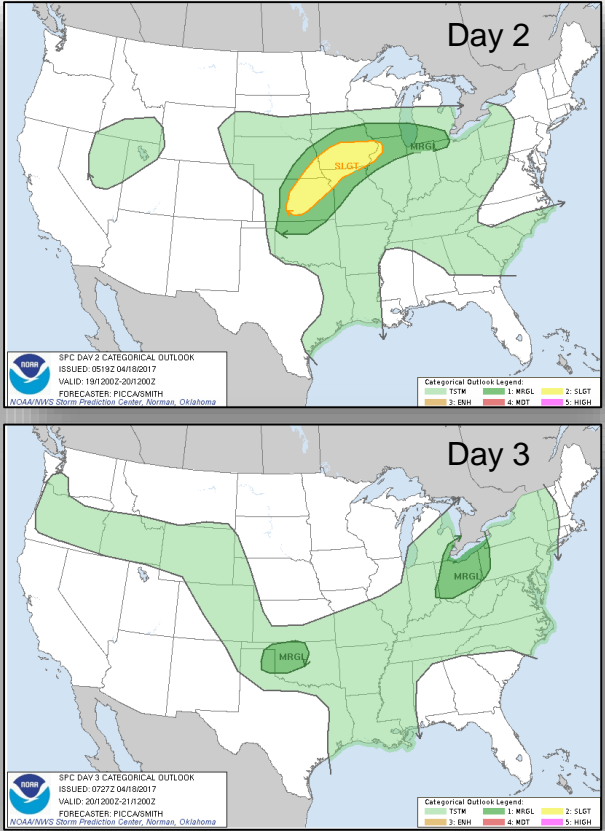 Day 2
MRGL
SLGT
NOAA
SPC DAY 2 CATEGORICAL OUTLOOK
ISSUED: 0519Z 04/18/2017
VALID: 19/1200Z-20/1200Z
FORECASTER: PICCA/SMITH
NOAA/NWS Storm Prediction Center, Norman, Oklahoma
Categorical Outlook Legend:
TSTM 1: MRGL 2: SLGT
3: ENH 4: MDT 5: HIGH
Day 3
MRGL
MRGL
NOAA
SPC DAY 3 CATEGORICAL OUTLOOK
ISSUED: 0727Z 04/18/2017
VALID: 20/1200Z-21/1200Z
FORECASTER: PICCA/SMITH
NOAA/NWS Storm Prediction Center, Norman, Oklahoma
Categorical Outlook Legend:
TSTM 1: MRGL 2: SLGT
3: ENH 4: MDT 5: HIGH